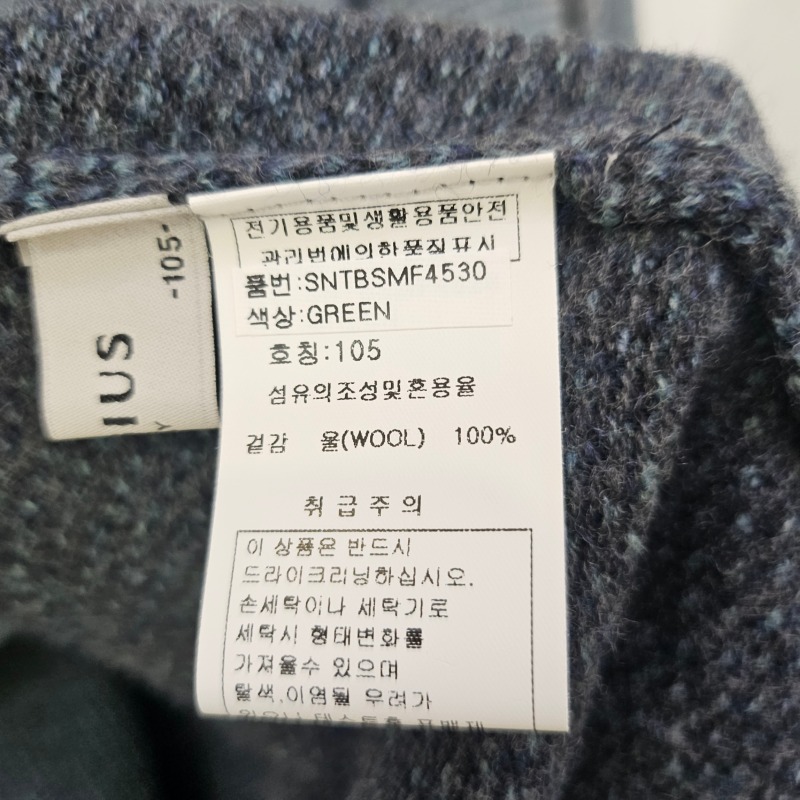 전기용품및생활용품안전
관리법에의한품질표시
품번:SNTBSMF4530
색상:GREEN
호칭:105
섬유의조성및혼용율
겉감 울(WOOL) 100%
취급주의
이 상품은 반드시
드라이크리닝하십시오.
손세탁이나 세탁기로
세탁시 형태변화를
가져올수 있으며
탈색,이염될 우려가
-105-
IUS
Y